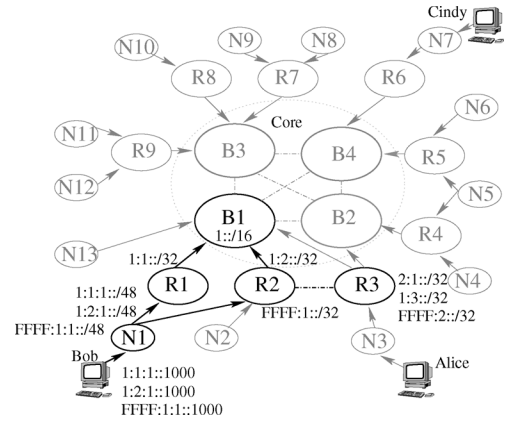 Cindy
N10
N9
N8
N7
R8
R7
R6
N6
Core
N11
R9
B3
B4
R5
N12
N5
B1
1::/16
B2
R4
N13
1:1::/32
1:2::/32
R1
R2
R3
2:1::/32
1:3::/32
FFFF:2::/32
N4
1:1:1::/48
1:2:1::/48
FFFF:1:1::/48
FFFF:1::/32
N1
N2
N3
Bob
Alice
1:1:1::1000
1:2:1::1000
FFFF:1:1::1000